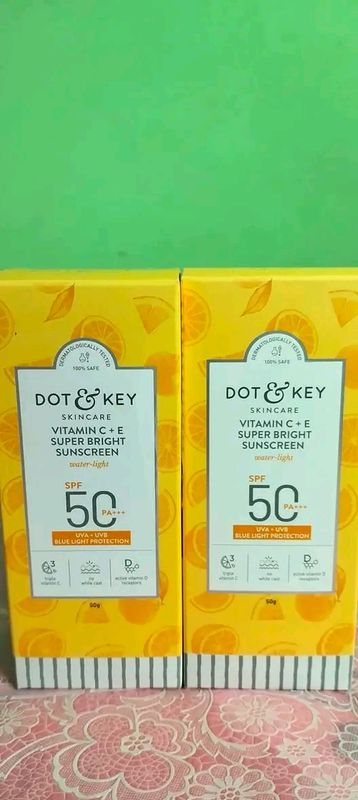 DERMATOLOGICALLY TESTED
100% SAFE
DOT & KEY
SKINCARE
VITAMIN C + E
SUPER BRIGHT
SUNSCREEN
water-light
SPF
50 PA+++
UVA + UVB
BLUE LIGHT PROTECTION
3
triple
vitamin C
no
white cast
D
active vitamin D
receptors
50g
DERMATOLOGICALLY TESTED
100% SAFE
DOT & KEY
SKINCARE
VITAMIN C + E
SUPER BRIGHT
SUNSCREEN
water-light
SPF
50 PA+++
UVA + UVB
BLUE LIGHT PROTECTION
3
triple
vitamin C
no
white cast
D
active vitamin D
receptors
50g